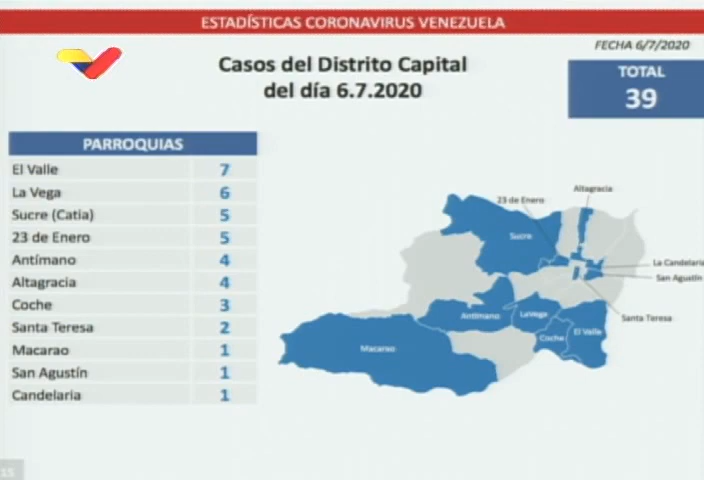 ESTADÍSTICAS CORONAVIRUS VENEZUELA
FECHA 6/7/2020
Casos del Distrito Capital
del día 6.7.2020
TOTAL
39
PARROQUIAS
El Valle 7
La Vega 6
Sucre (Catia) 5
23 de Enero 5
Antímano 4
Altagracia 4
Coche 3
Santa Teresa 2
Macarao 1
San Agustín 1
Candelaria 1
Altagracia
23 de Enero
Sucre
La Candelaria
San Agustín
Santa Teresa
Antímano
LaVega
El Valle
Coche
Macarao
15